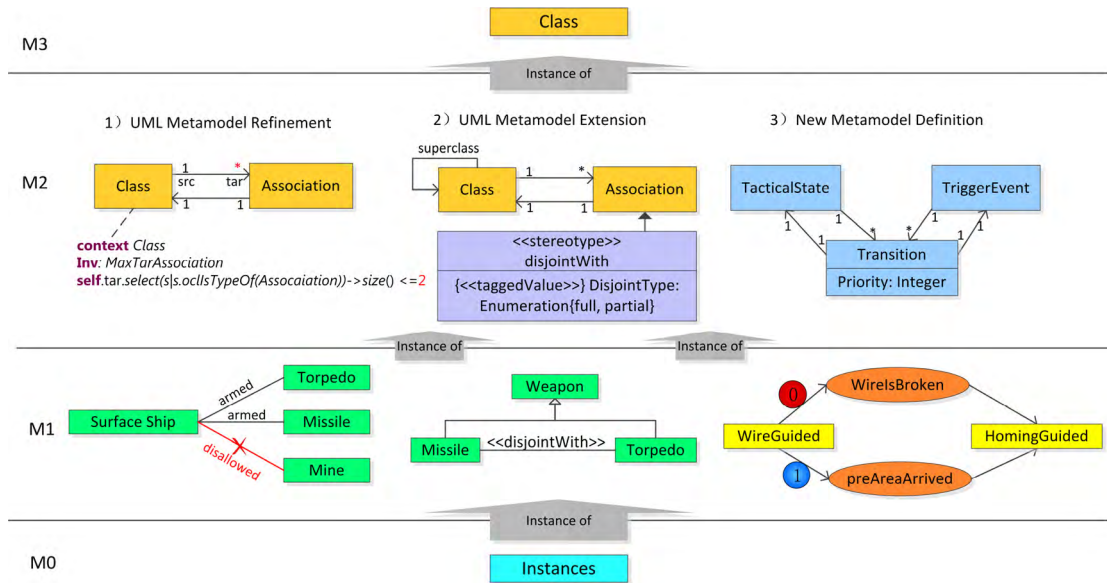 Class
M3
Instance of
1）UML Metamodel Refinement
2）UML Metamodel Extension
3）New Metamodel Definition
M2
Class
1
*
src
tar
1
1
Association
context Class
Inv: MaxTarAssociation
self.tar.select(s|s.oclIsTypeOf(Assocaiation))->size() <=2
superclass
Class
1
*
1
1
Association
<<stereotype>>
disjointWith
{<<taggedValue>>} DisjointType:
Enumeration{full, partial}
TacticalState
TriggerEvent
1
*
*
1
1
1
1
1
Transition
Priority: Integer
Instance of
Instance of
M1
Surface Ship
armed
Torpedo
armed
Missile
disallowed
Mine
Weapon
Missile
<<disjointWith>>
Torpedo
0
WireIsBroken
WireGuided
HomingGuided
1
preAreaArrived
Instance of
M0
Instances